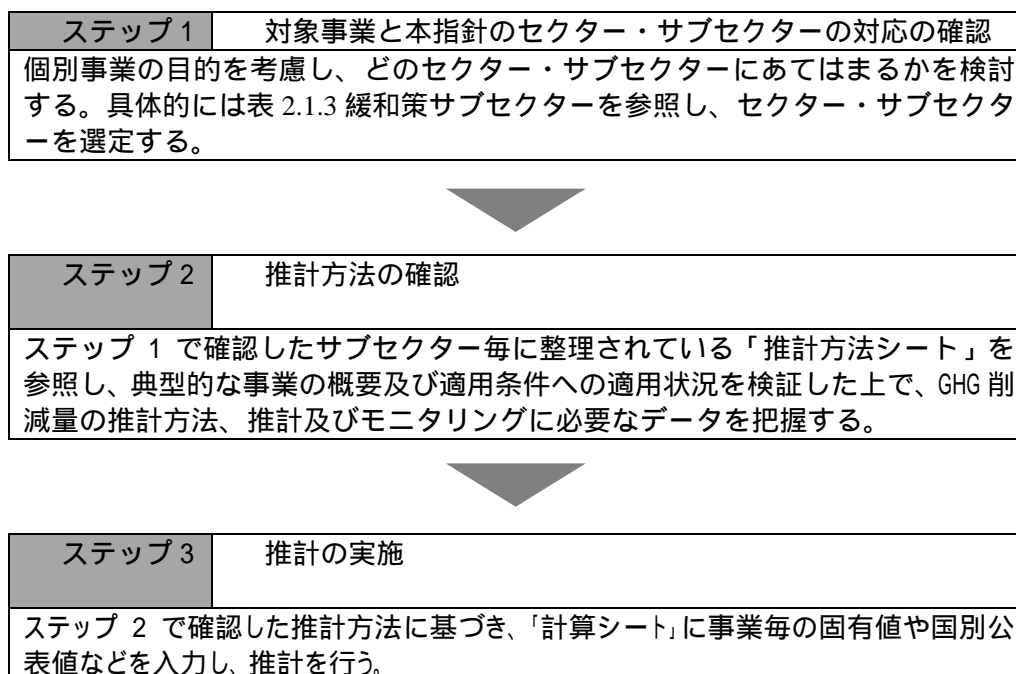 ステップ 1 対象事業と本指針のセクター・サブセクターの対応の確認
個別事業の目的を考慮し、どのセクター・サブセクターにあてはまるかを検討
する。具体的には表 2.1.3 緩和策サブセクターを参照し、セクター・サブセクタ
ーを選定する。
ステップ 2 推計方法の確認
ステップ 1 で確認したサブセクター毎に整理されている「推計方法シート」を
参照し、典型的な事業の概要及び適用条件への適用状況を検証した上で、GHG 削
減量の推計方法、推計及びモニタリングに必要なデータを把握する。
ステップ 3 推計の実施
ステップ 2 で確認した推計方法に基づき、「計算シート」に事業毎の固有値や国別公
表値などを入力し、推計を行う。